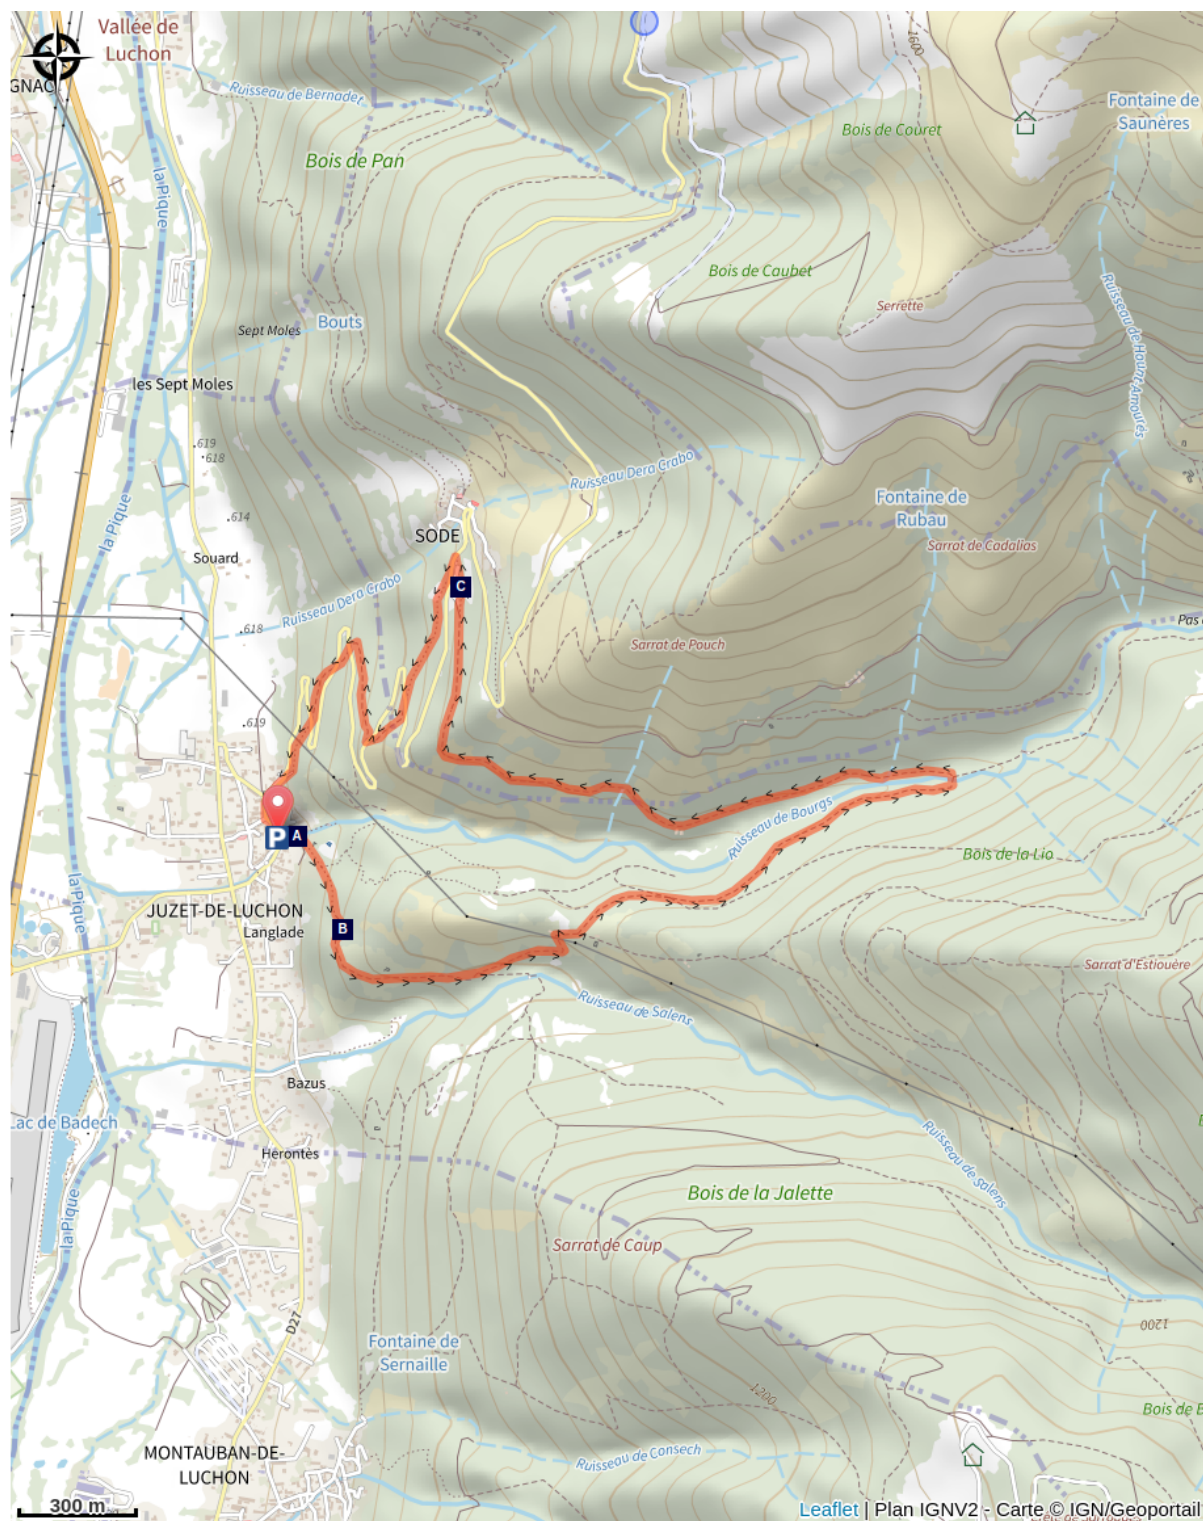 Vallée de
Luchon
GNAC
Ruisseau de Bernadet
1600
Fontaine de
Saunères
Bois de Couret
Bois de Pan
la Pique
Bois de Caubet
Ruisseau de Hount Amourés
Serrette
Bouts
Sept Moles
les Sept Moles
619
618
Ruisseau Dera Crabo
Fontaine de
Rubau
la Pique
614
SODE
Sarrat de Cadalias
Souard
C
Ruisseau Dera Crabo
618
Pas
Sarrat de Pouch
619
P
A
Ruisseau de Bourgs
Bois de la Lio
la Pique
JUZET-DE-LUCHON
Langlade
B
Sarrat d'Estiouère
Ruisseau de Salens
Bazus
Lac de Badech
Herontès
Ruisseau de Salens
la Pique
Bois de la Jalette
Sarrat de Caup
D27
1200
Fontaine de
Sernaille
1200
Bois de B
MONTAUBAN-DE-
LUCHON
Ruisseau de Consech
300 m
Leaflet | Plan IGNV2 - Carte © IGN/Geoportail